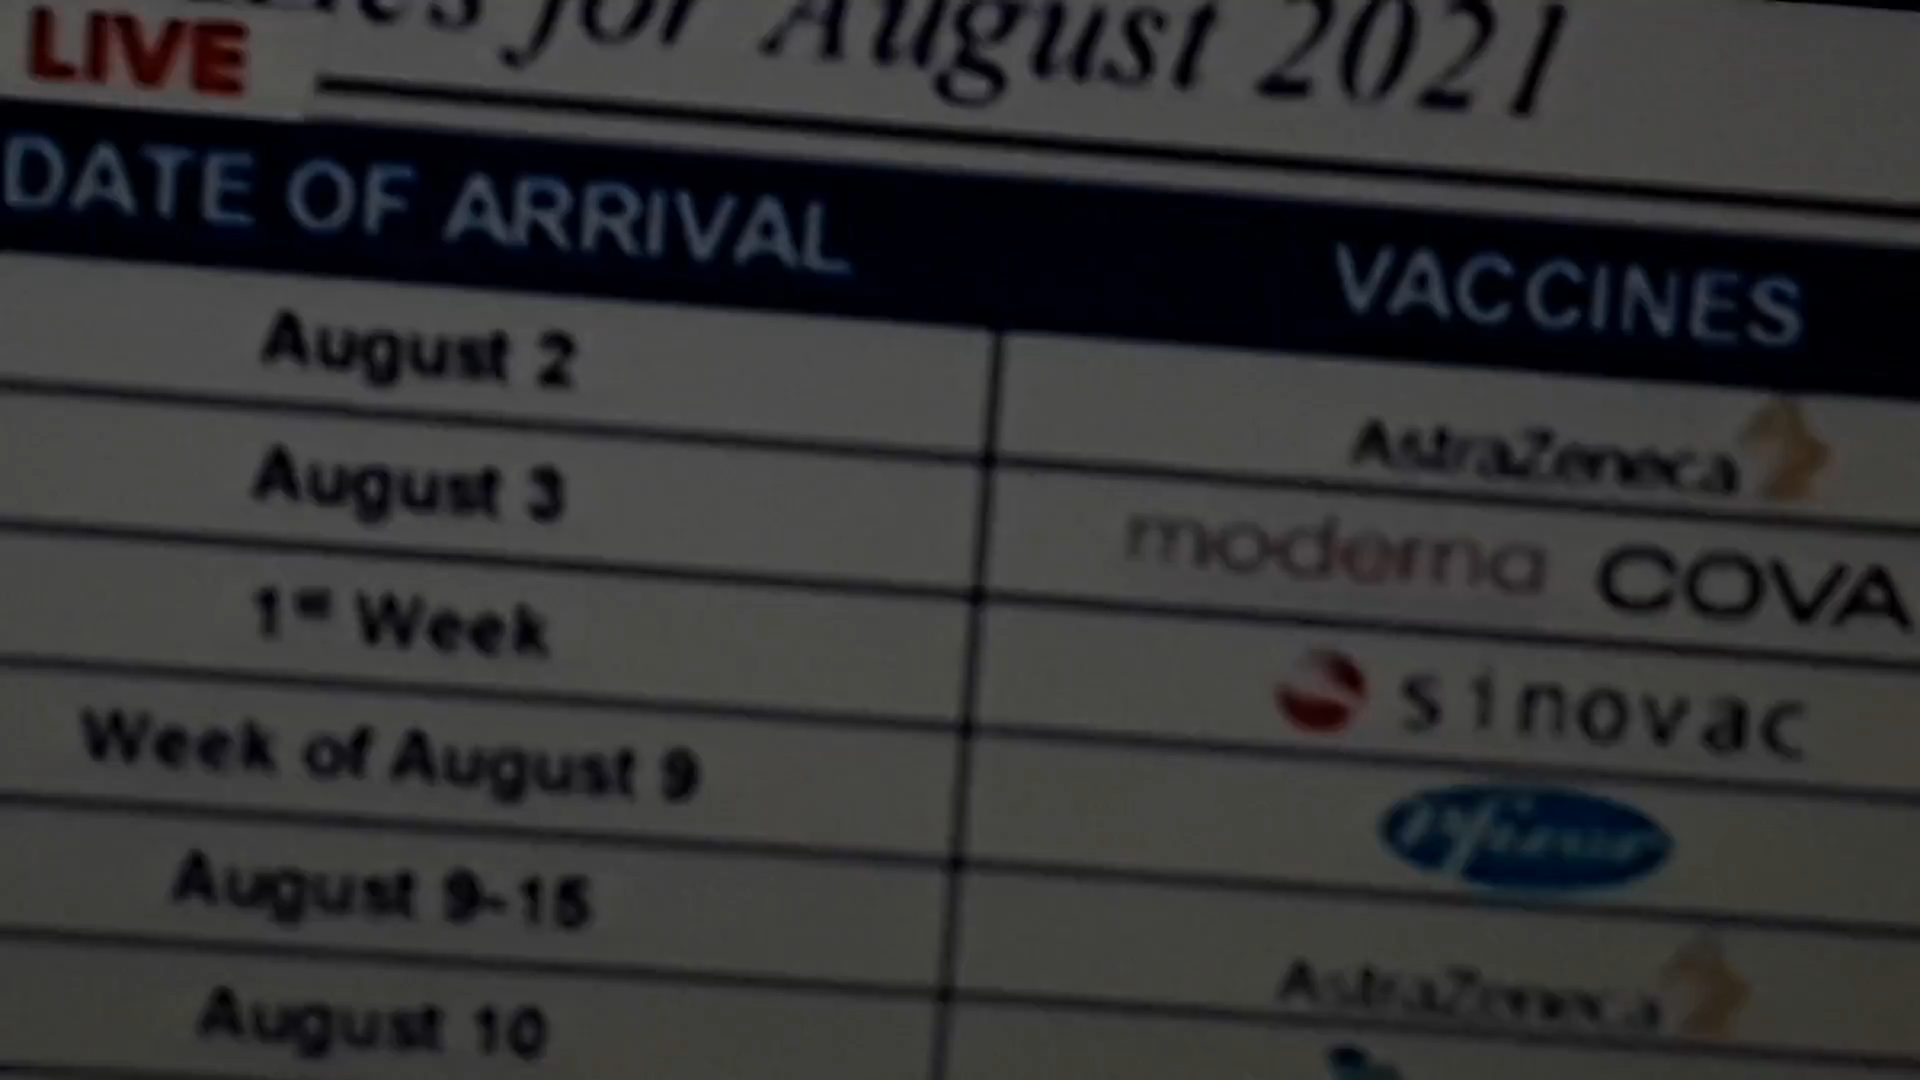 for August 2021
LIVE
DATE OF ARRIVAL VACCINES
August 2 AstraZeneca
August 3 moderna COVA
1st Week sinovac
Week of August 9 Pfizer
August 9-15 AstraZeneca
August 10